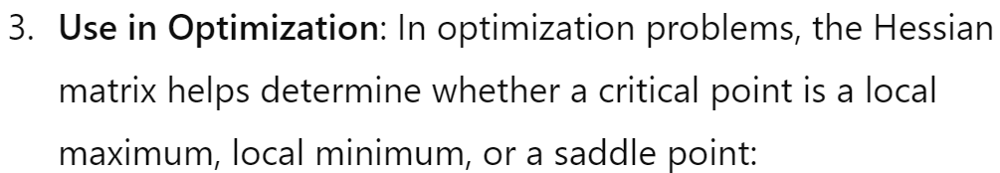 3. Use in Optimization: In optimization problems, the Hessian
matrix helps determine whether a critical point is a local
maximum, local minimum, or a saddle point: